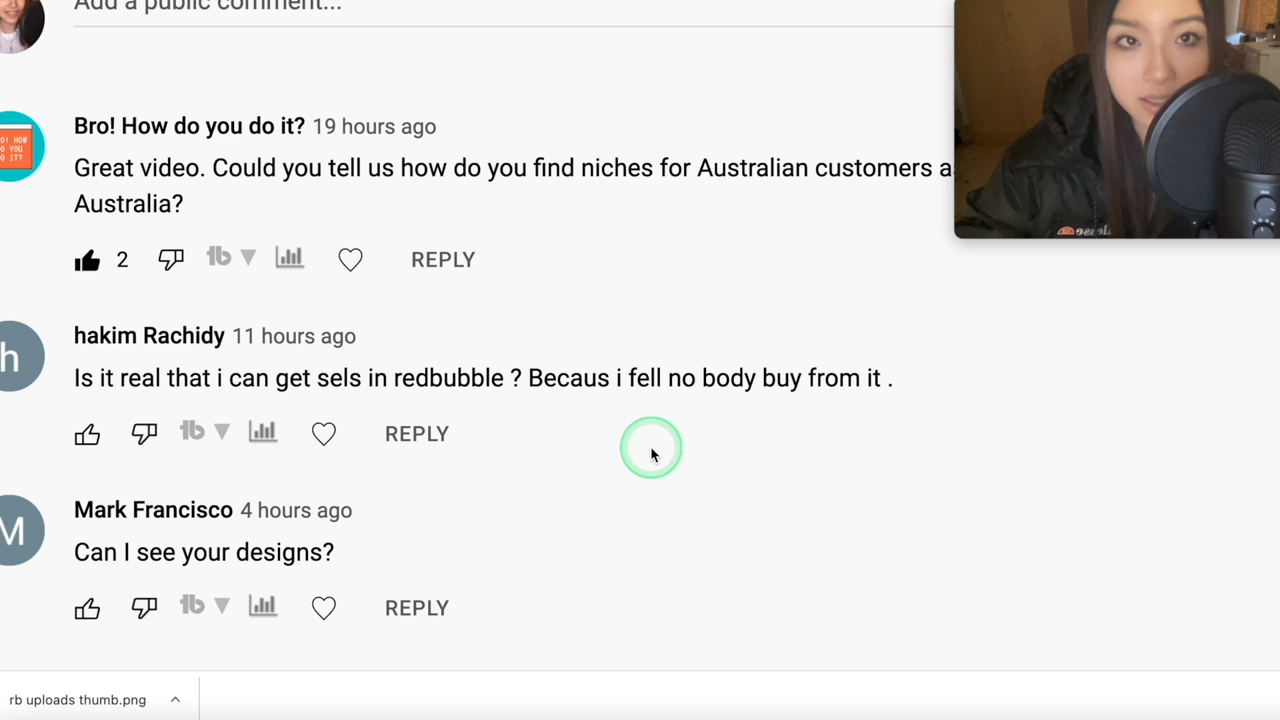 Add a public comment...
Bro! How do you do it? 19 hours ago
Great video. Could you tell us how do you find niches for Australian customers
Australia?
2 REPLY
hakim Rachidy 11 hours ago
Is it real that i can get sels in redbubble ? Becaus i fell no body buy from it .
REPLY
Mark Francisco 4 hours ago
Can I see your designs?
REPLY
rb uploads thumb.png